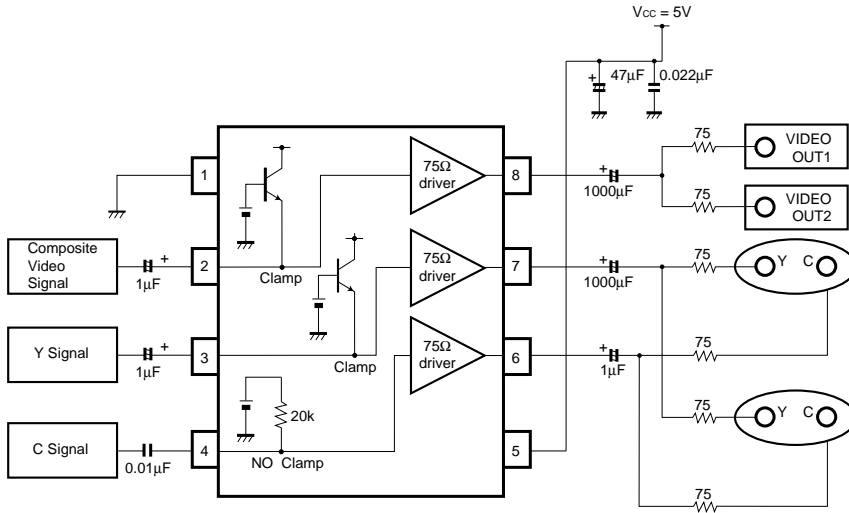 VCC = 5V
47µF
0.022µF
75
VIDEO
OUT1
1
75Ω
driver
8
+
1000µF
75
VIDEO
OUT2
Composite
Video
Signal
+
1µF
2
Clamp
75Ω
driver
7
+
1000µF
75
Y
C
Y Signal
+
1µF
3
Clamp
75Ω
driver
6
+
1µF
75
20k
75
Y
C
C Signal
0.01µF
4
NO Clamp
5
75
+